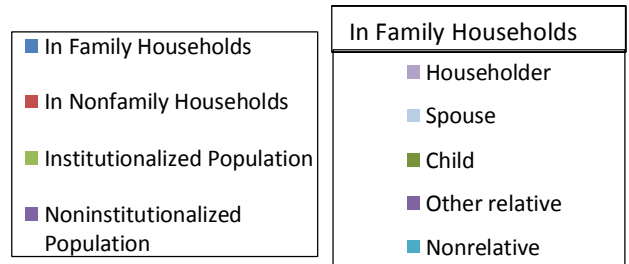 In Family Households
In Nonfamily Households
Institutionalized Population
Noninstitutionalized
Population
In Family Households
Householder
Spouse
Child
Other relative
Nonrelative